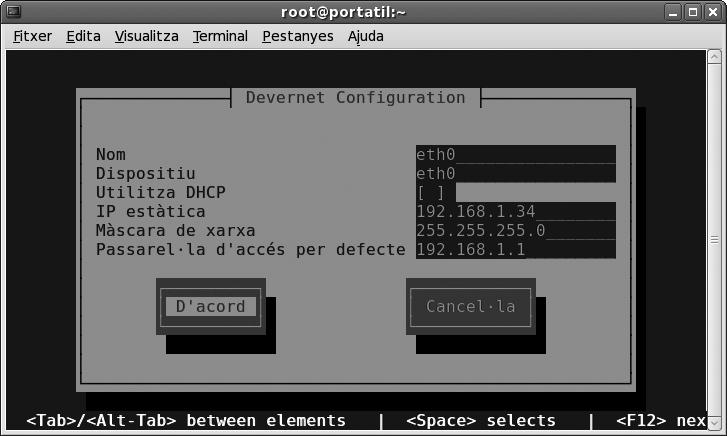 root@portatil:~
Fitxer Edita Visualitza Terminal Pestanyes Ajuda
Devernet Configuration
Nom eth0
Dispositiu eth0
Utilitza DHCP [ ]
IP estàtica 192.168.1.34
Màscara de xarxa 255.255.255.0
Passarel·la d'accés per defecte 192.168.1.1
D'acord Cancel·la
<Tab>/<Alt-Tab> between elements | <Space> selects | <F12> nex